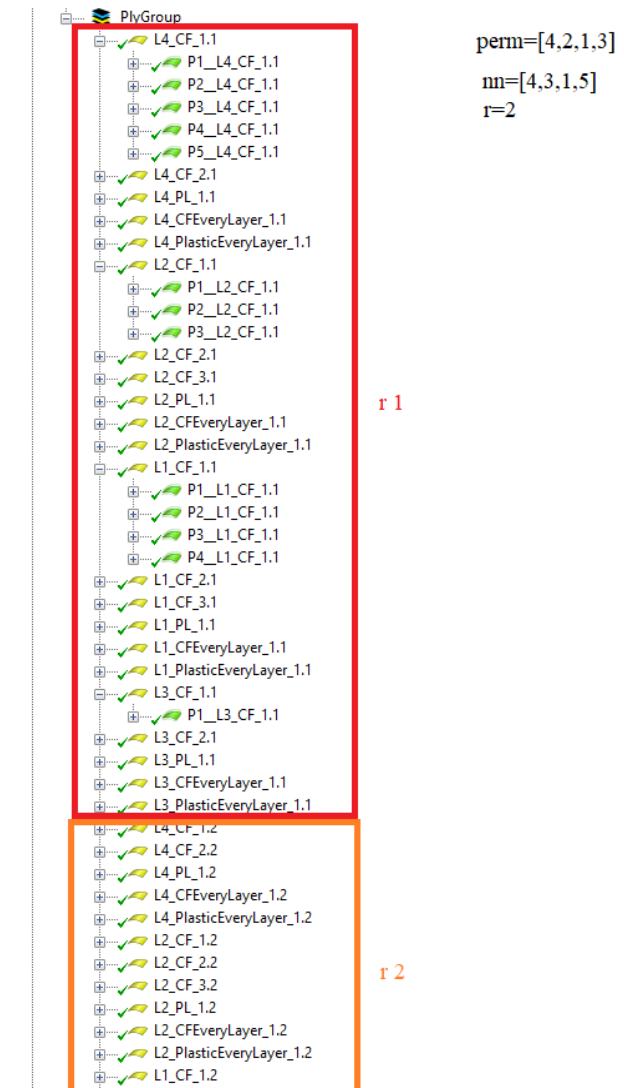 PlyGroup
L4_CF_1.1
P1__L4_CF_1.1
P2__L4_CF_1.1
P3__L4_CF_1.1
P4__L4_CF_1.1
P5__L4_CF_1.1
L4_CF_2.1
L4_PL_1.1
L4_CFEveryLayer_1.1
L4_PlasticEveryLayer_1.1
L2_CF_1.1
P1__L2_CF_1.1
P2__L2_CF_1.1
P3__L2_CF_1.1
L2_CF_2.1
L2_CF_3.1
L2_PL_1.1
L2_CFEveryLayer_1.1
L2_PlasticEveryLayer_1.1
L1_CF_1.1
P1__L1_CF_1.1
P2__L1_CF_1.1
P3__L1_CF_1.1
P4__L1_CF_1.1
L1_CF_2.1
L1_CF_3.1
L1_PL_1.1
L1_CFEveryLayer_1.1
L1_PlasticEveryLayer_1.1
L3_CF_1.1
P1__L3_CF_1.1
L3_CF_2.1
L3_PL_1.1
L3_CFEveryLayer_1.1
L3_PlasticEveryLayer_1.1
L4_CF_1.2
L4_CF_2.2
L4_PL_1.2
L4_CFEveryLayer_1.2
L4_PlasticEveryLayer_1.2
L2_CF_1.2
L2_CF_2.2
L2_CF_3.2
L2_PL_1.2
L2_CFEveryLayer_1.2
L2_PlasticEveryLayer_1.2
L1_CF_1.2
perm=[4,2,1,3]
nn=[4,3,1,5]
r=2
r 1
r 2